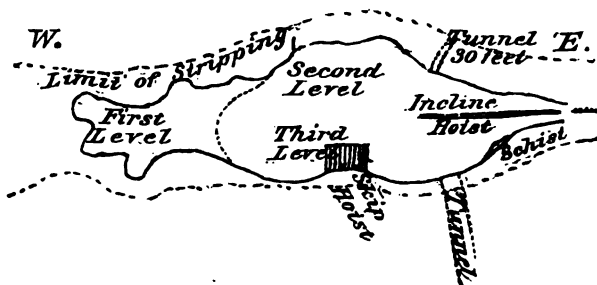 W.
Limit of Stripping
Tunnel
30 feet
E.
Second
Level
First
Level
Incline
Hoist
Third
Level
Schist
Skip
Hoist
Tunnel